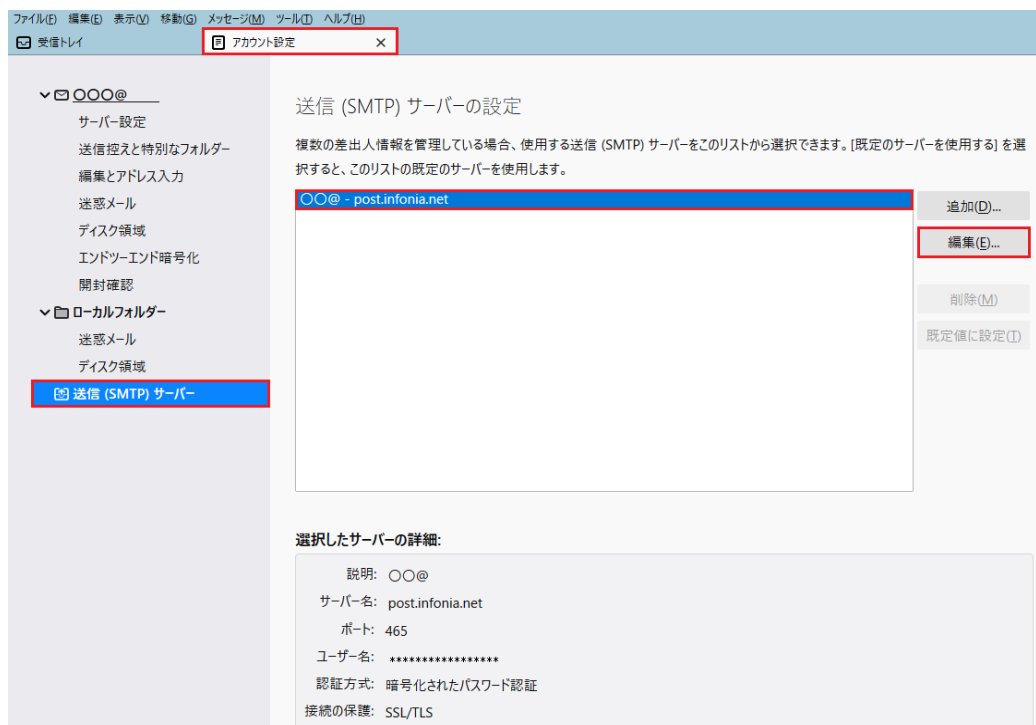 ファイル(F) 編集(E) 表示(V) 移動(G) メッセージ(M) ツール(T) ヘルプ(H)
受信トレイ アカウント設定 ×
〇〇〇@
サーバー設定
送信控えと特別なフォルダー
編集とアドレス入力
迷惑メール
ディスク領域
エンドツーエンド暗号化
開封確認
ローカルフォルダー
迷惑メール
ディスク領域
送信 (SMTP) サーバー
送信 (SMTP) サーバーの設定
複数の差出人情報を管理している場合、使用する送信 (SMTP) サーバーをこのリストから選択できます。[既定のサーバーを使用する] を選
択すると、このリストの既定のサーバーを使用します。
〇〇@ - post.infonia.net
追加(D)...
編集(E)...
削除(M)
既定値に設定(T)
選択したサーバーの詳細:
説明: 〇〇@
サーバー名: post.infonia.net
ポート: 465
ユーザー名: *****************
認証方式: 暗号化されたパスワード認証
接続の保護: SSL/TLS